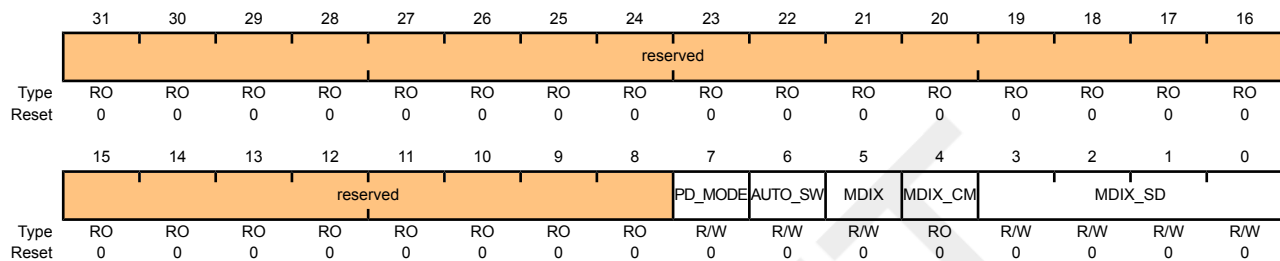 31 30 29 28 27 26 25 24 23 22 21 20 19 18 17 16
reserved
Type RO RO RO RO RO RO RO RO RO RO RO RO RO RO RO RO
Reset 0 0 0 0 0 0 0 0 0 0 0 0 0 0 0 0
15 14 13 12 11 10 9 8 7 6 5 4 3 2 1 0
reserved PD_MODE AUTO_SW MDIX MDIX_CM MDIX_SD
Type RO RO RO RO RO RO RO RO R/W R/W R/W RO R/W R/W R/W R/W
Reset 0 0 0 0 0 0 0 0 0 0 0 0 0 0 0 0